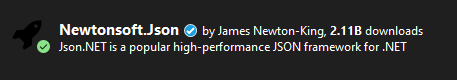 Newtonsoft.Json by James Newton-King, 2.11B downloads
Json.NET is a popular high-performance JSON framework for .NET